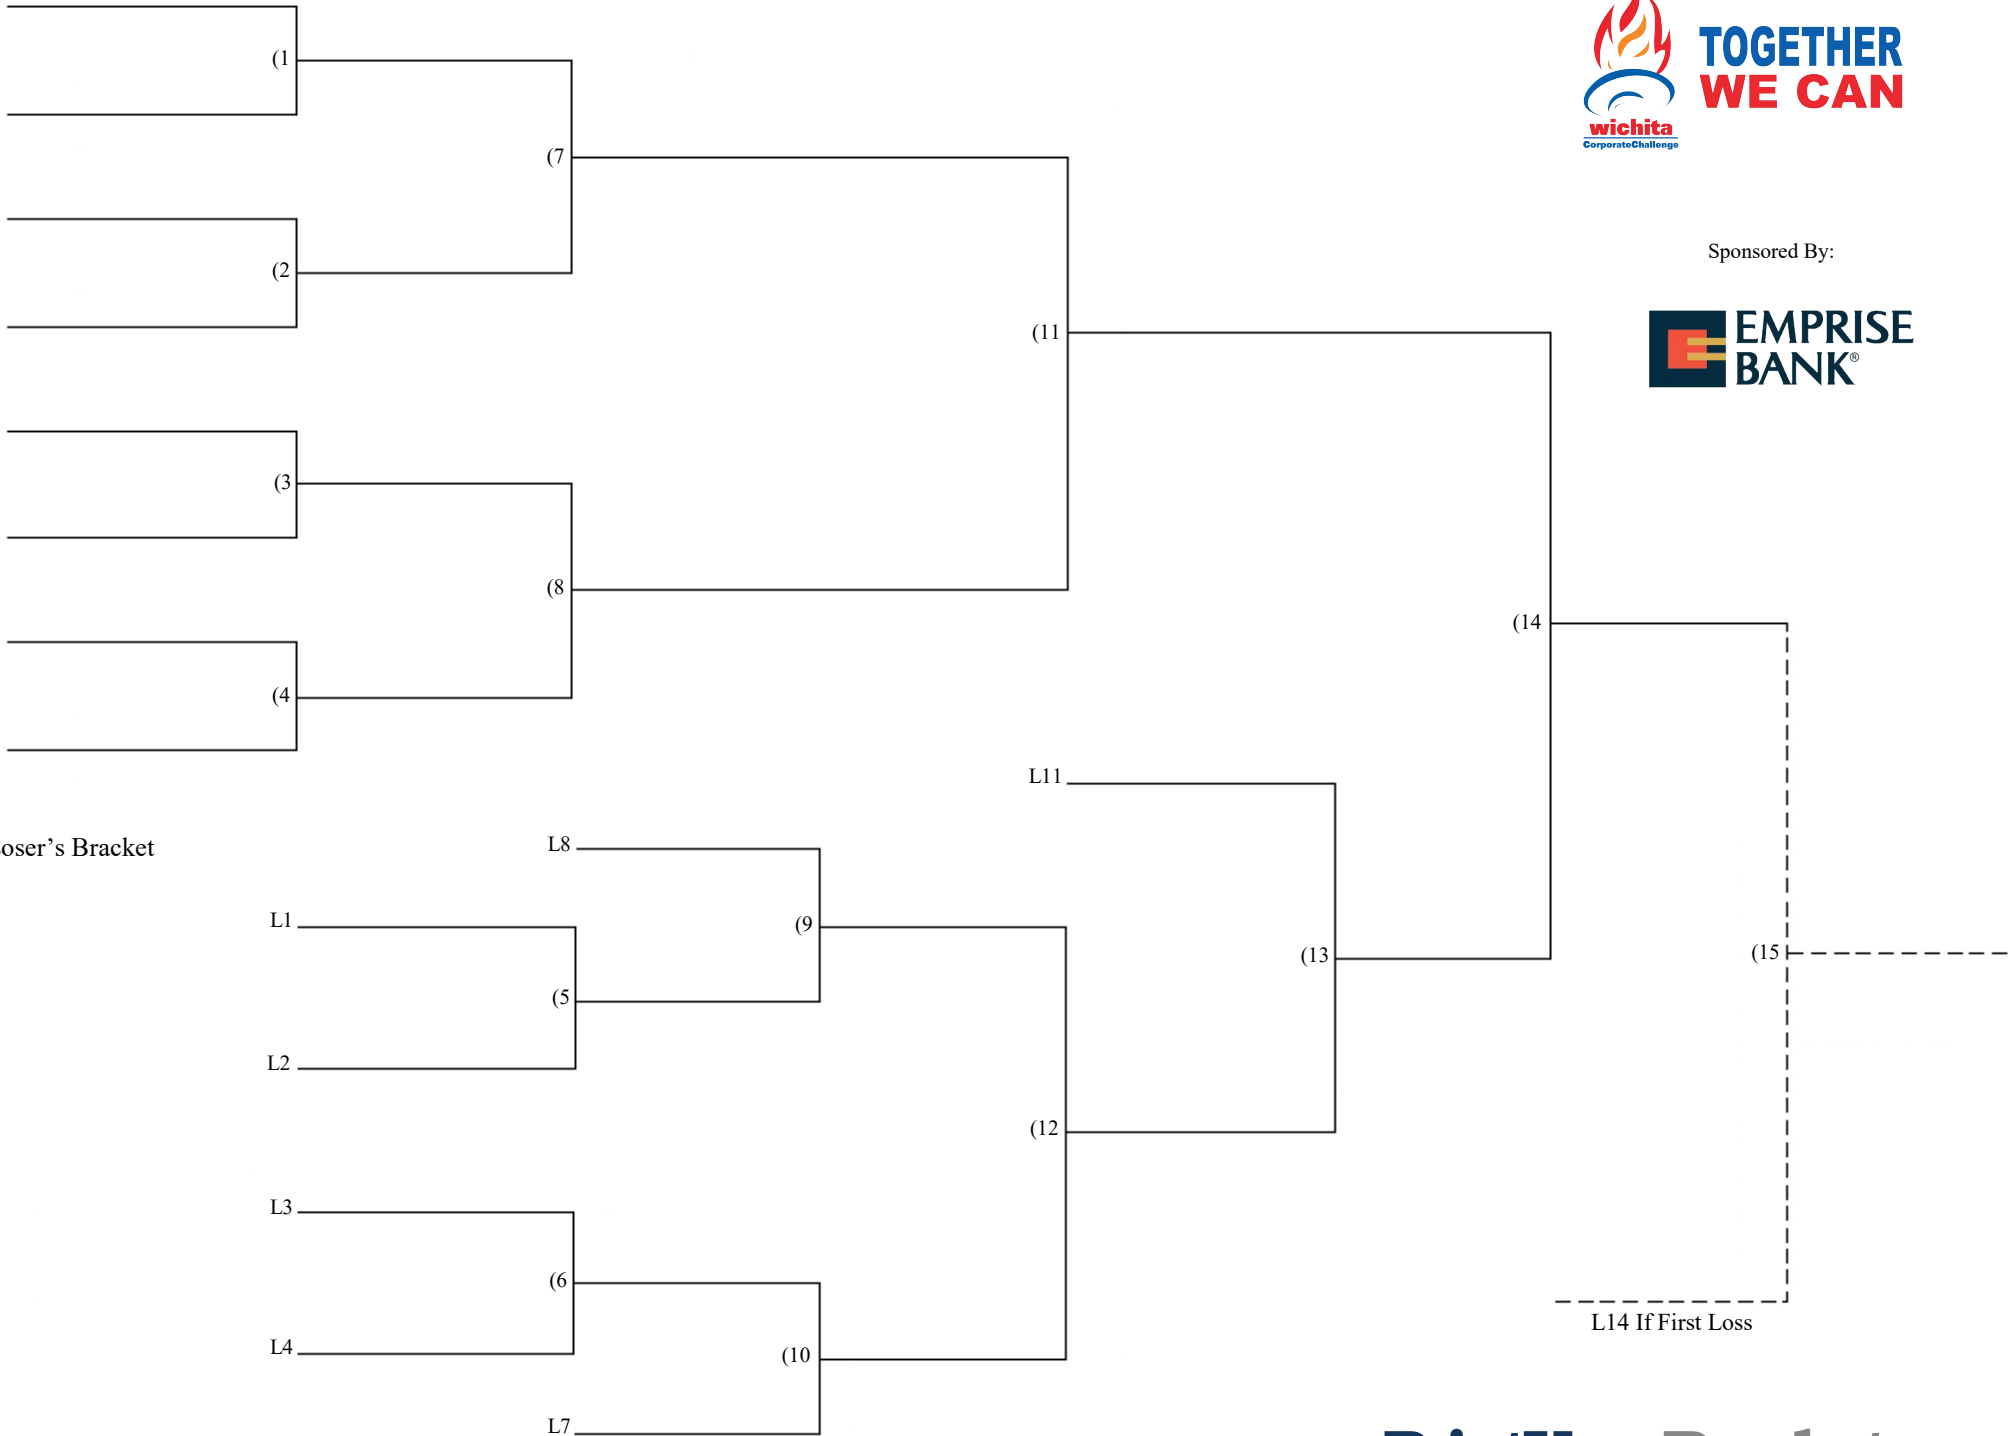 (1
TOGETHER
WE CAN
wichita
CorporateChallenge
(7
Sponsored By:
(2
EMPRISE
BANK®
(11
(3
(8
(14
(4
L11
L8
oser’s Bracket
L1
(9
(13
(15
(5
L2
(12
L3
(6
L14 If First Loss
L4
(10
L7